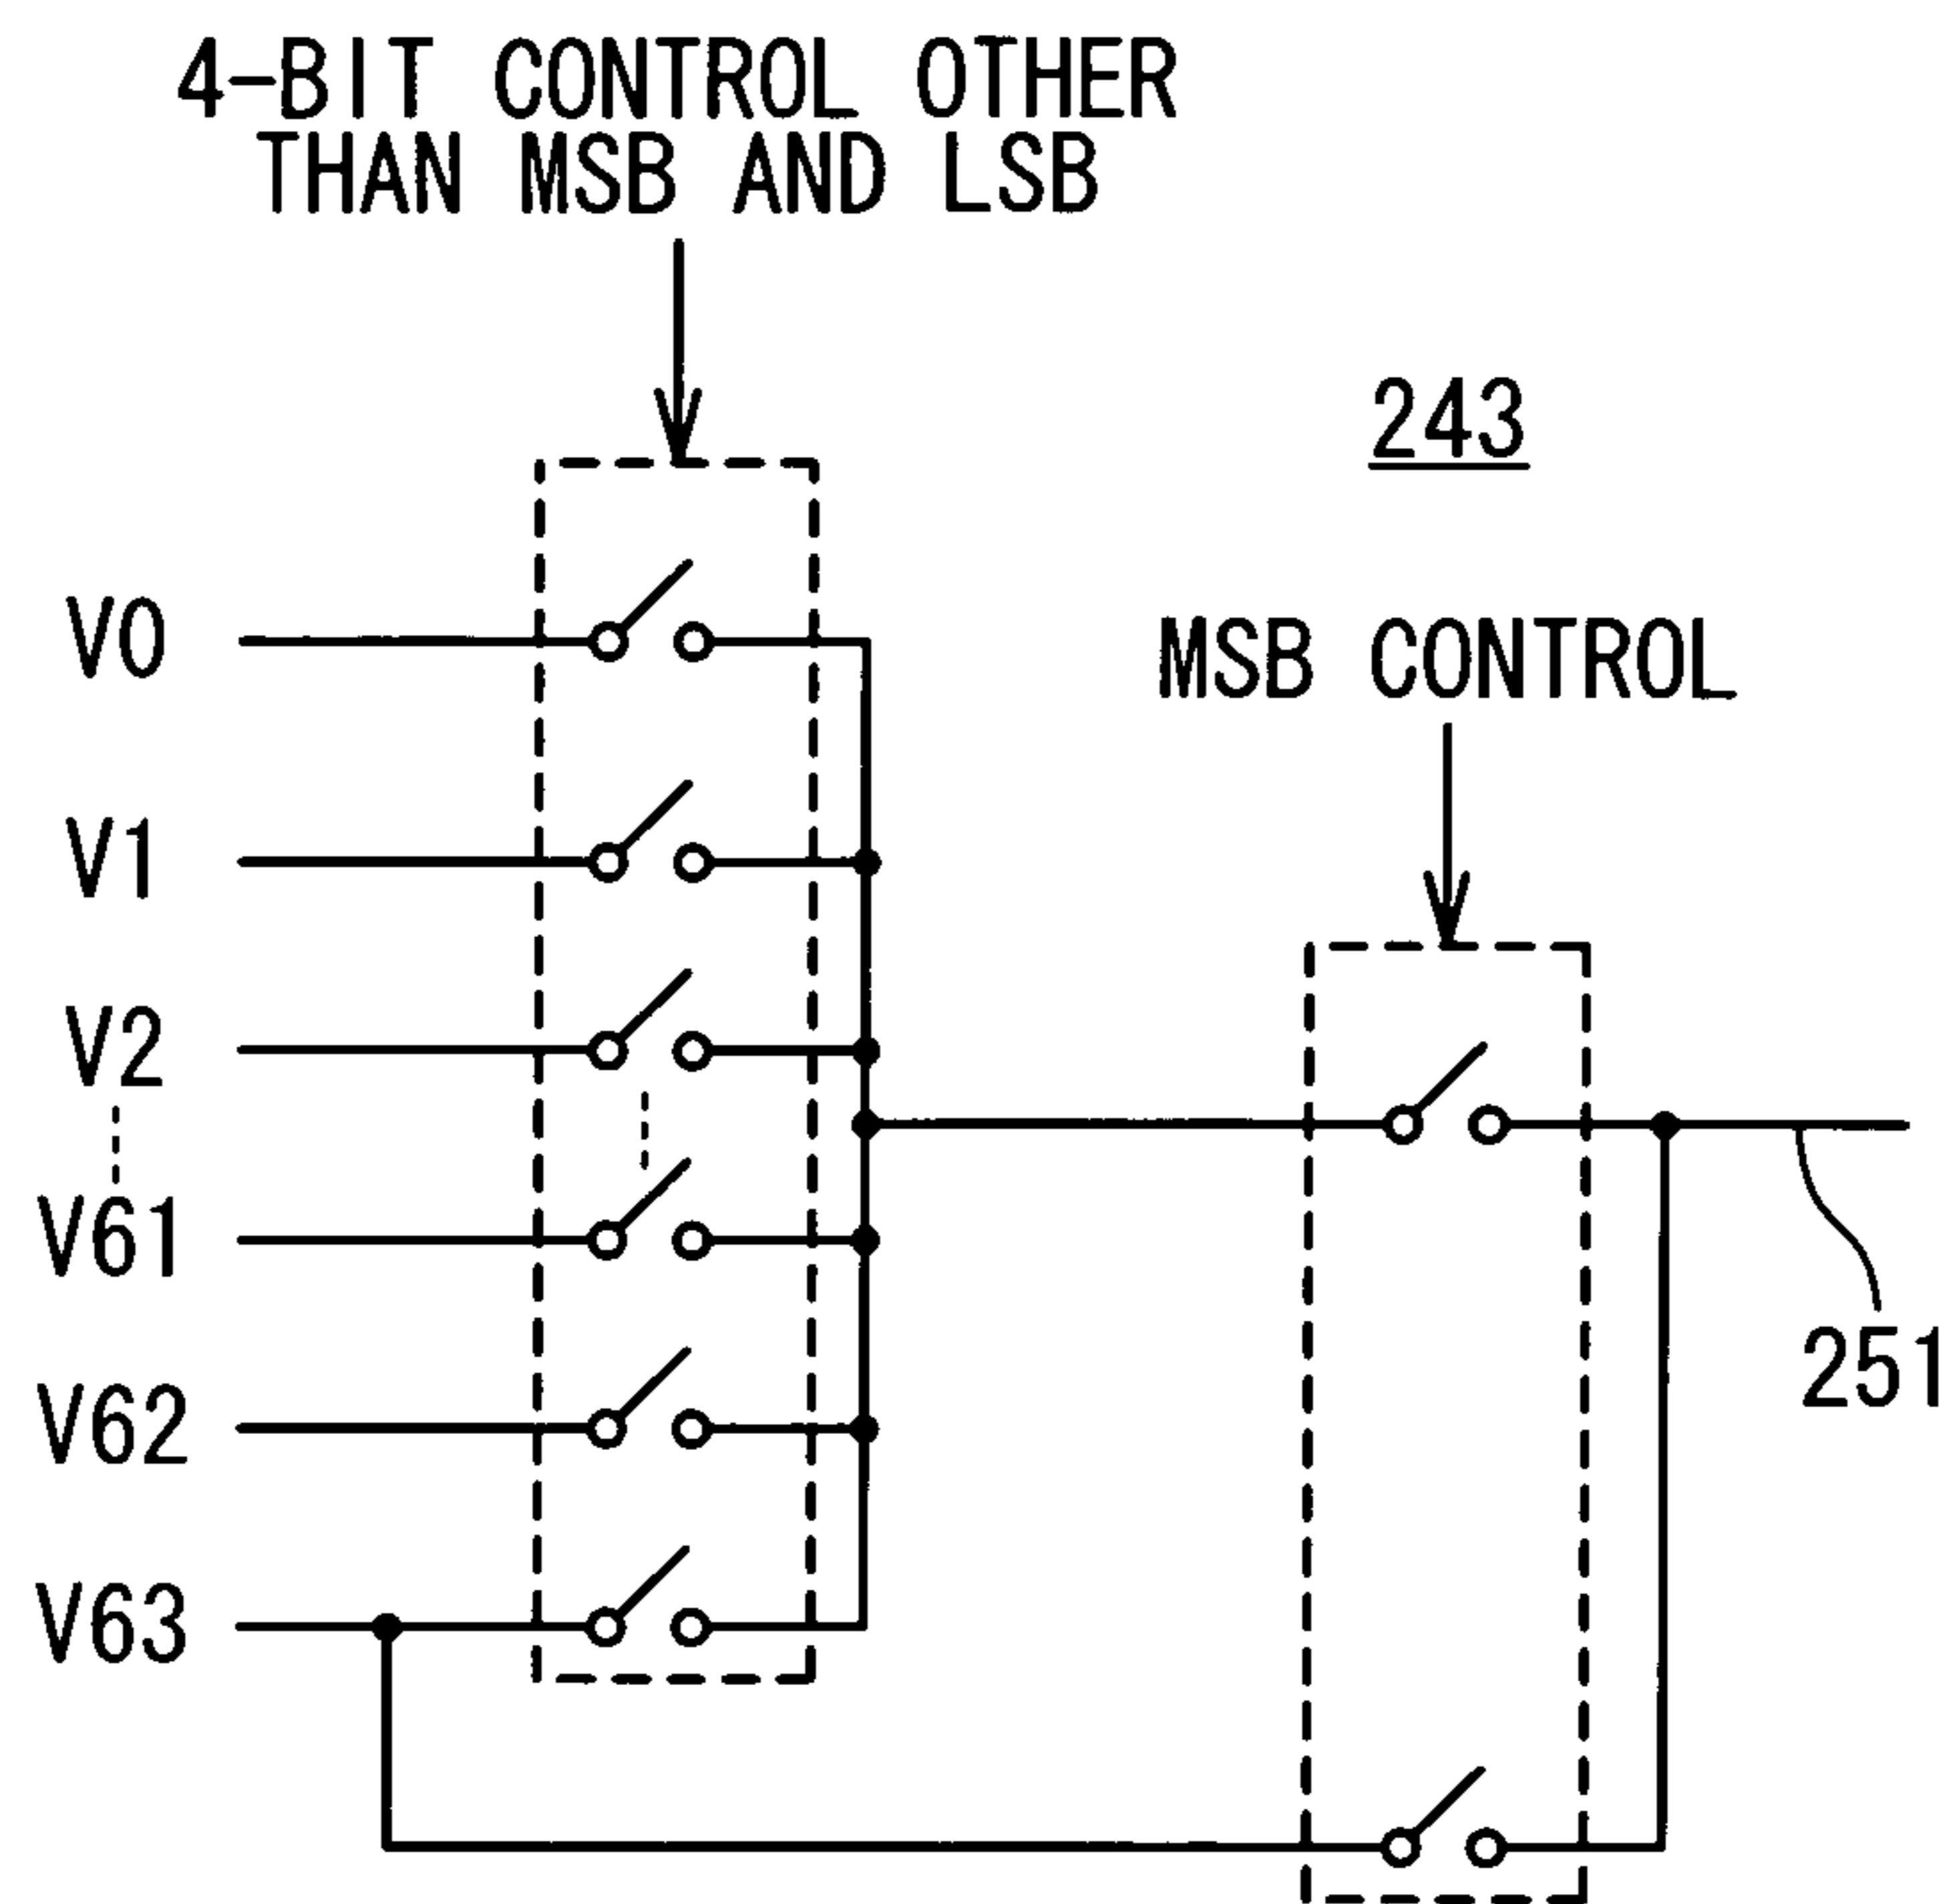 4-BIT CONTROL OTHER
THAN MSB AND LSB
243
MSB CONTROL
V0
V1
V2
V61
V62
V63
251